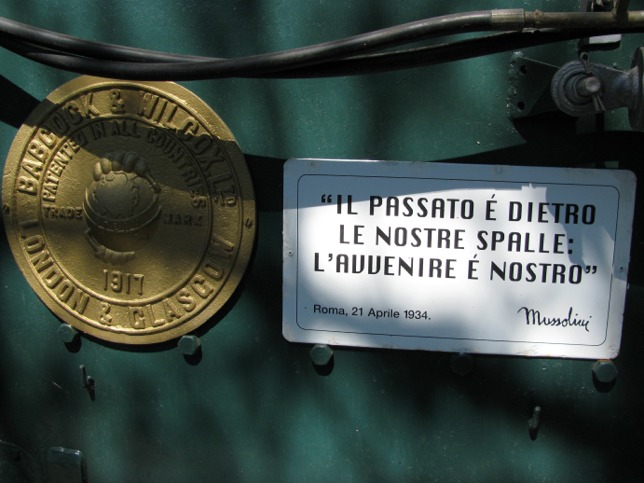 BABCOCK & WILCOX LTD
PATENTED IN ALL COUNTRIES
TRADE MARK
1917
LONDON & GLASGOW
“IL PASSATO É DIETRO
LE NOSTRE SPALLE:
L'AVVENIRE É NOSTRO”
Roma, 21 Aprile 1934.
Mussolini